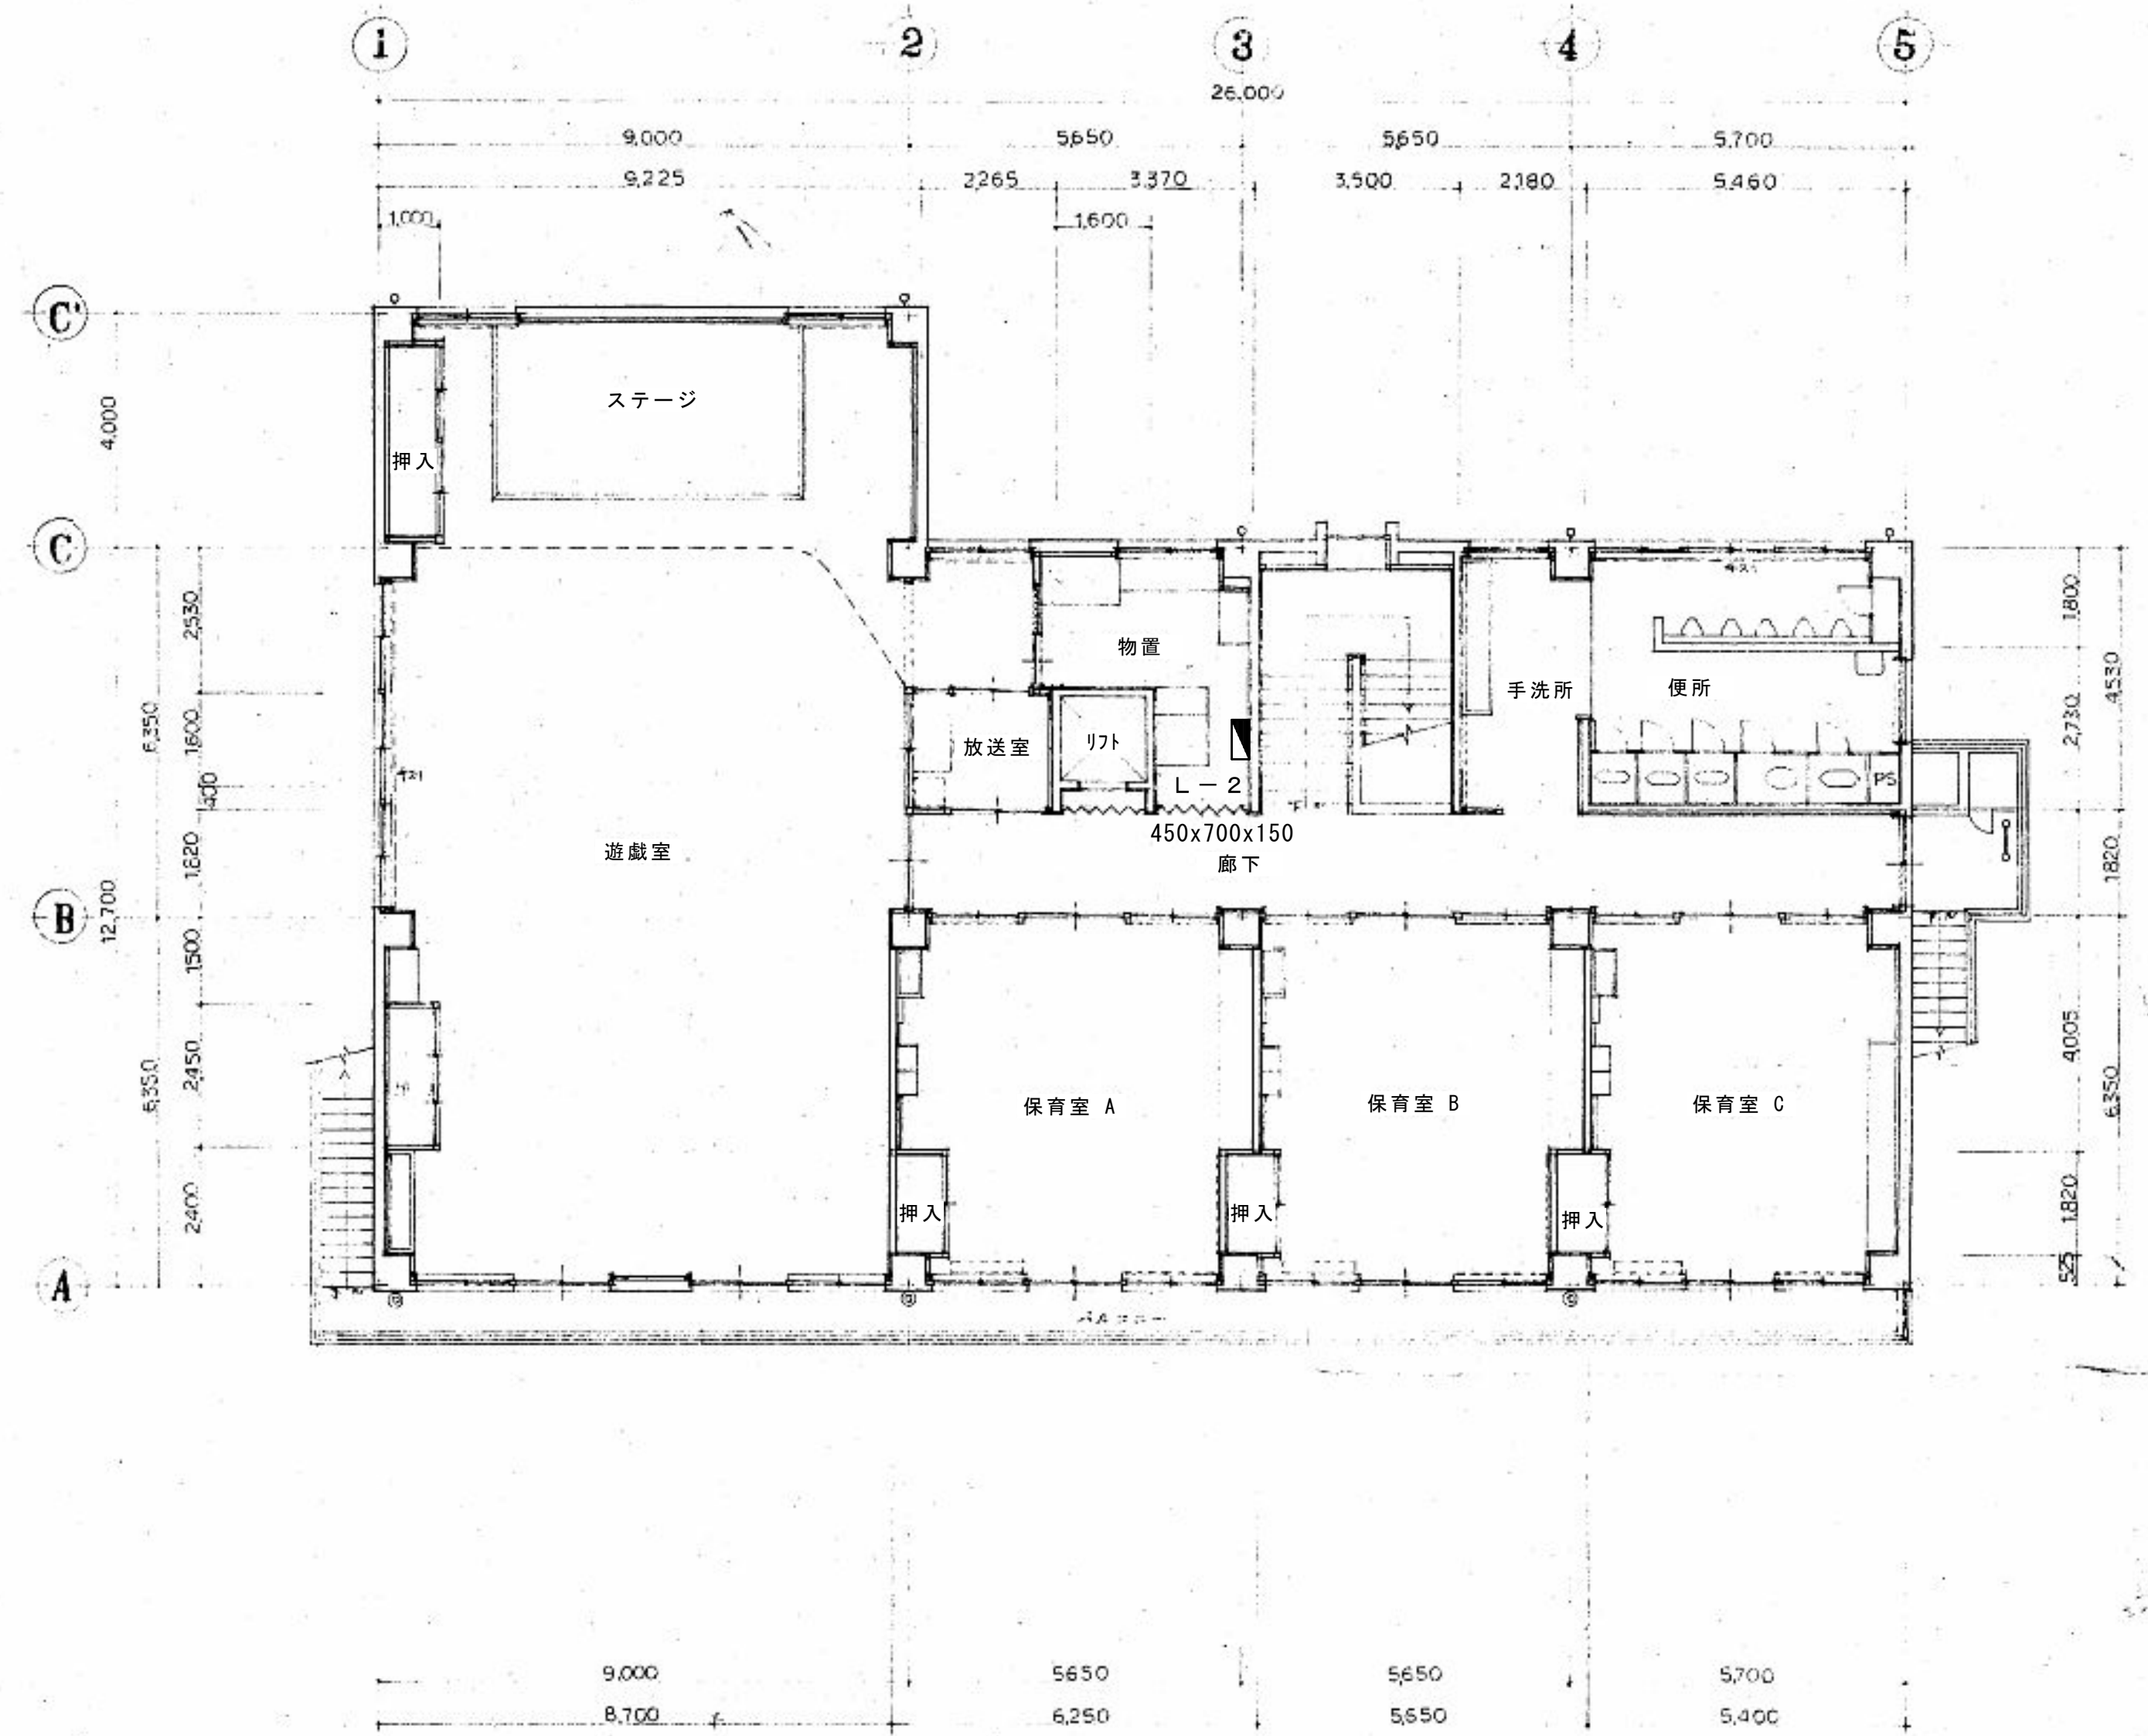 1 2 3 4 5
26.000
9,000 5,650 5,650 5,700
9,225 2,265 3,370 3,500 2,180 5,460
1,000 1,600
C'
ステージ
4,000
押入
C
2,530
1,800
物置
4,530
手洗所
便所
6,350
1,600
2,730
放送室
リフト
400
L－2
PS
450x700x150
1,820
遊戯室
廊下
1,820
12,700
B
1,500
2,450
4,005
6,350
6,350
保育室 A
保育室 B
保育室 C
2,400
1,820
押入
押入
押入
525
A
9,000 5,650 5,650 5,700
8,700 6,250 5,650 5,400